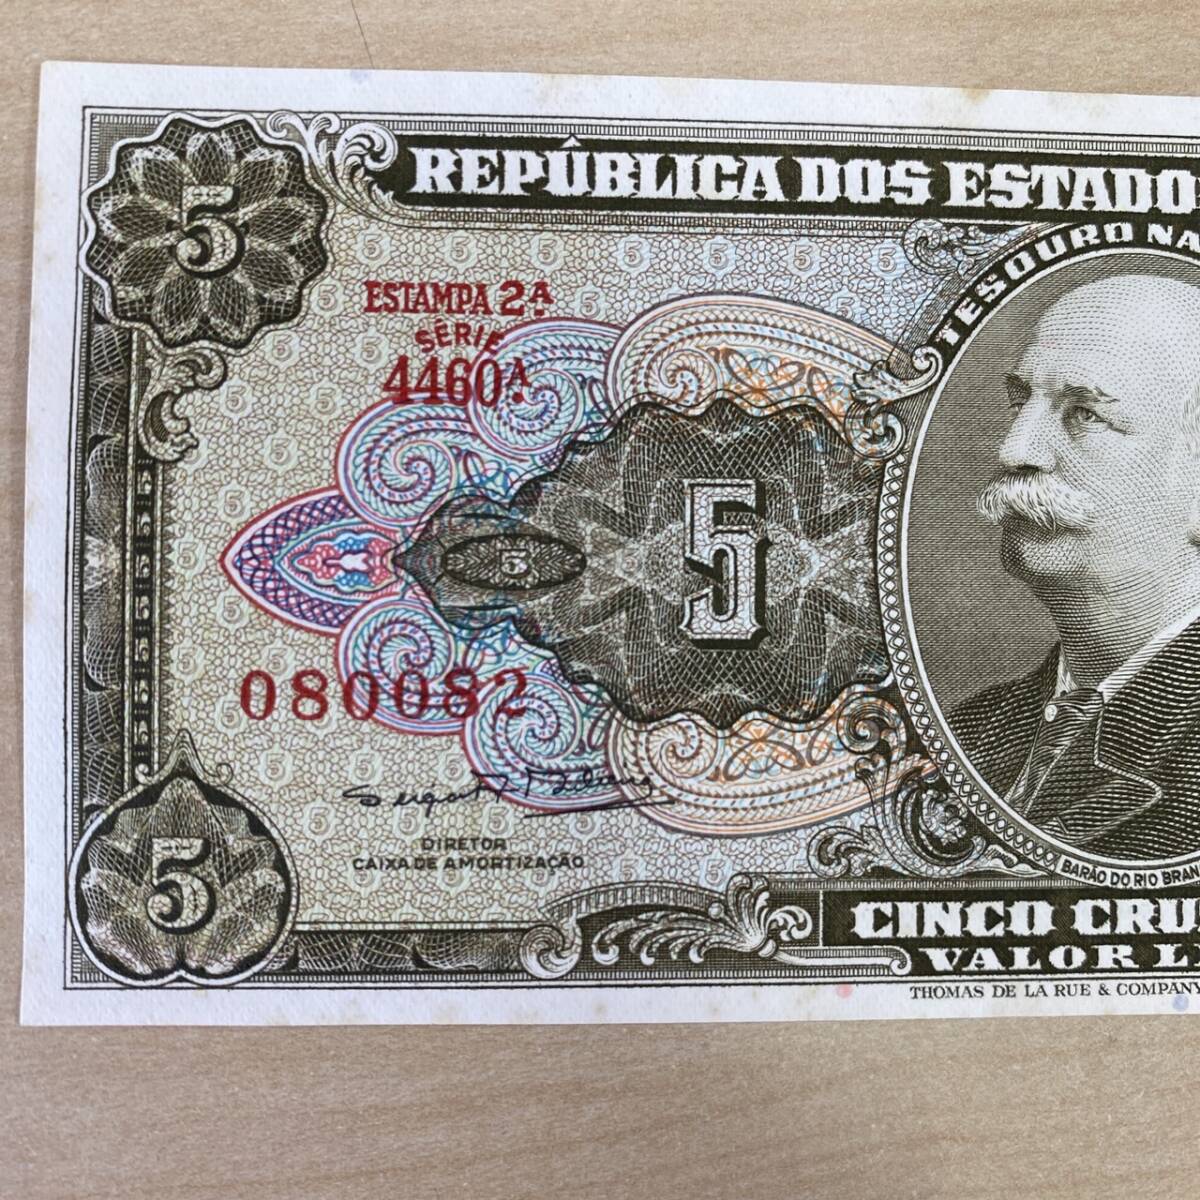 REPÚBLICA DOS ESTADO
TESOURO NA
5
ESTAMPA 2A
SÉRIE
4460A
5
5
080082
DIRETOR
CAIXA DE AMORTIZAÇÃO
5
BARÃO DO RIO BRAN
CINCO CRU
VALOR L
THOMAS DE LA RUE & COMPANY